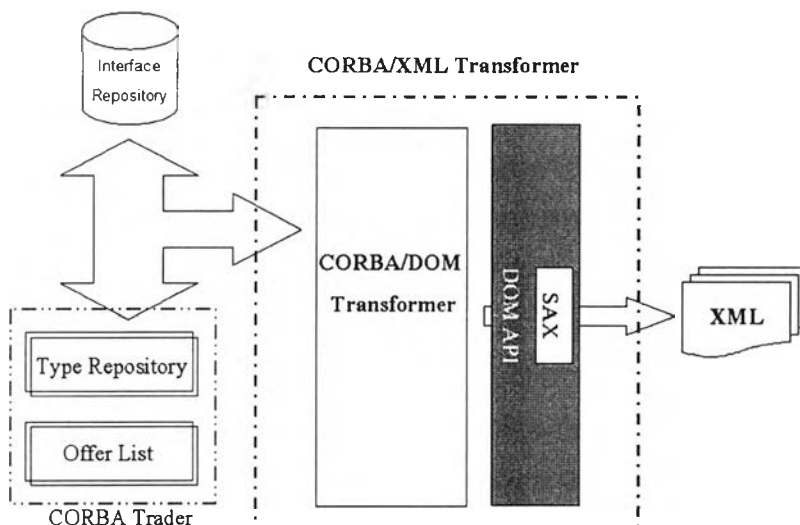 Interface
Repository
CORBA/XML Transformer
CORBA/DOM
Transformer
DOM API
SAX
XML
Type Repository
Offer List
CORBA Trader